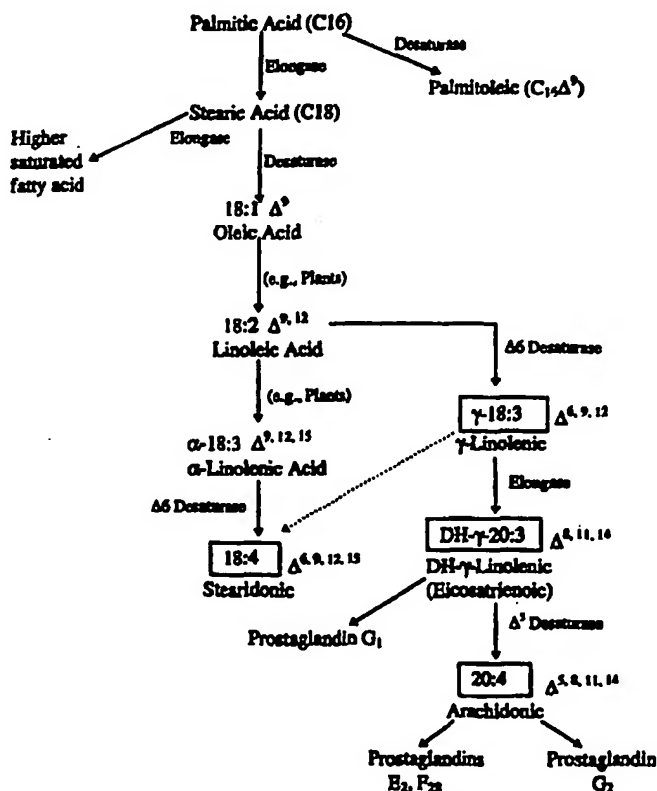 Palmitic Acid (C16)
Desaturase
Elongase
Palmitoleic (C₁₆Δ⁹)
Stearic Acid (C18)
Elongase
Higher
saturated
fatty acid
Desaturase
18:1 Δ⁹
Oleic Acid
(e.g., Plants)
18:2 Δ⁹, ¹²
Linoleic Acid
Δ6 Desaturase
(e.g., Plants)
γ-18:3 Δ⁶, ⁹, ¹²
γ-Linolenic
α-18:3 Δ⁹, ¹², ¹⁵
α-Linolenic Acid
Elongase
Δ6 Desaturase
DH-γ-20:3 Δ⁸, ¹¹, ¹⁴
DH-γ-Linolenic
(Eicosatrienoic)
18:4 Δ⁶, ⁹, ¹², ¹⁵
Stearidonic
Δ⁵ Desaturase
Prostaglandin G₁
20:4 Δ⁵, ⁸, ¹¹, ¹⁴
Arachidonic
Prostaglandins
E₂,
Prostaglandin
G₂